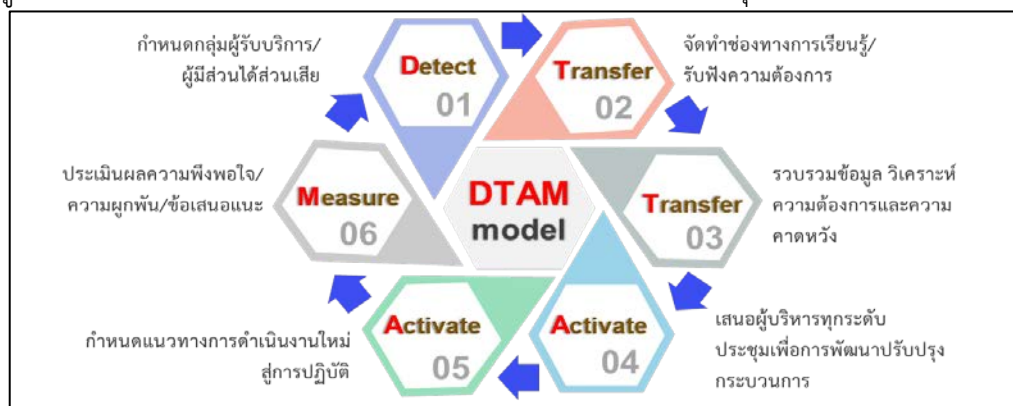 กำหนดกลุ่มผู้รับบริการ/
ผู้มีส่วนได้ส่วนเสีย
Detect
01
Transfer
02
จัดทำช่องทางการเรียนรู้/
รับฟังความต้องการ
ประเมินผลความพึงพอใจ/
ความผูกพัน/ข้อเสนอแนะ
Measure
06
DTAM
model
Transfer
03
รวบรวมข้อมูล วิเคราะห์
ความต้องการและความ
คาดหวัง
กำหนดแนวทางการดำเนินงานใหม่
สู่การปฏิบัติ
Activate
05
Activate
04
เสนอผู้บริหารทุกระดับ
ประชุมเพื่อการพัฒนาปรับปรุง
กระบวนการ